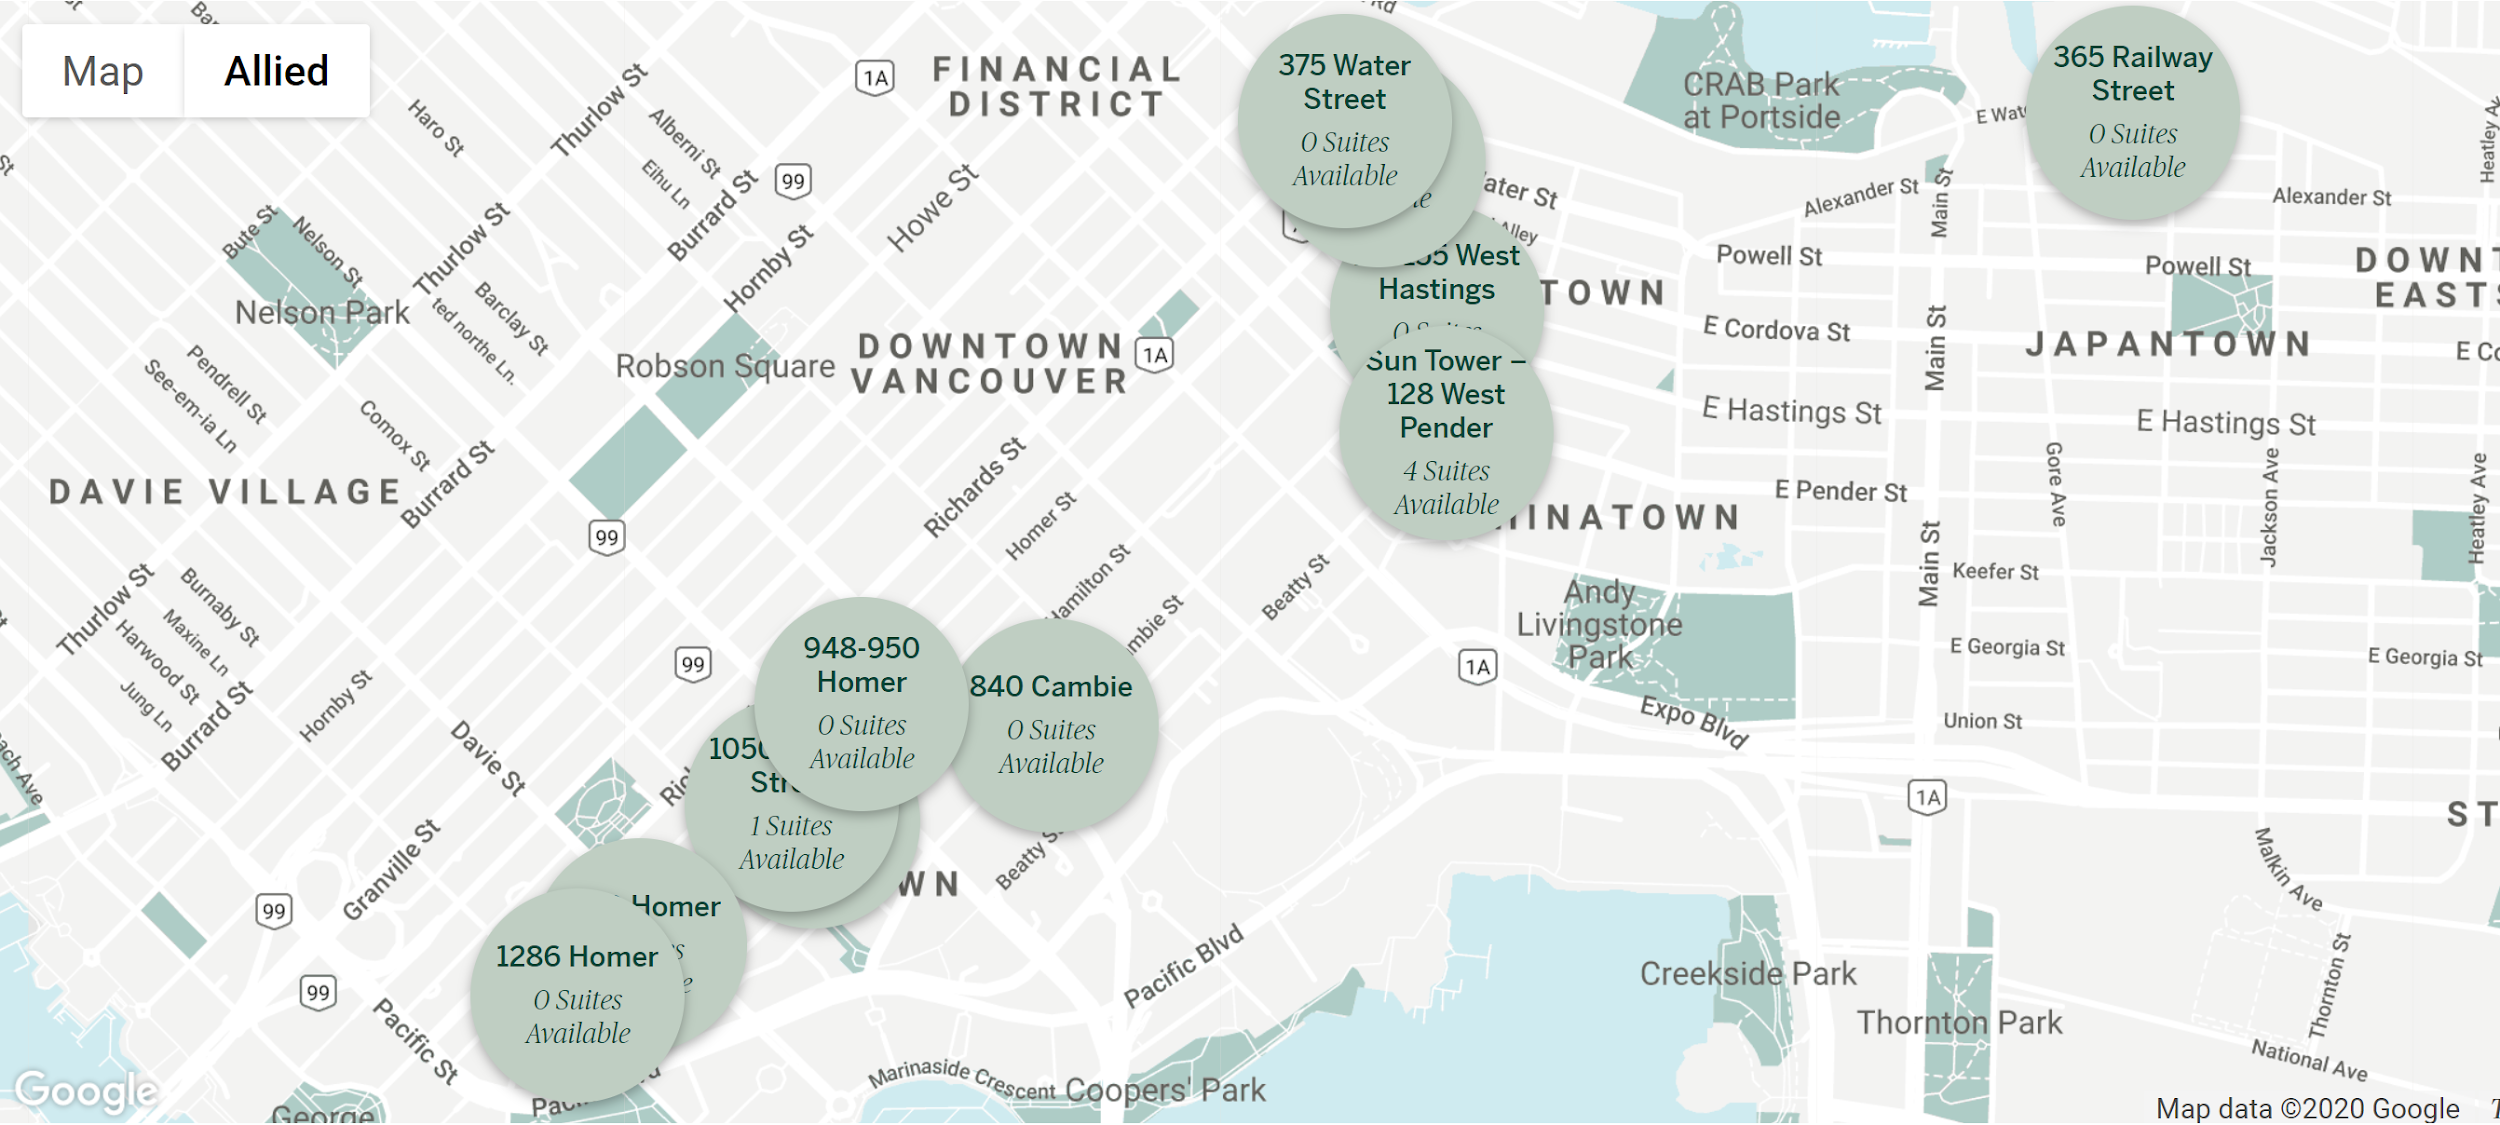 Map
Allied
FINANCIAL
DISTRICT
1A
375 Water
Street
0 Suites
Available
CRAB Park
at Portside
365 Railway
Street
0 Suites
Available
Haro St
Thurlow St
Alberni St
Eihu Ln
Burrard St
99
Howe St
Alexander St
Main St
Alexander St
Heatley
Bute St
Nelson St
Nelson Park
Thurlow St
Hornby St
Barclay St
ted northe Ln.
West
Hastings
TOWN
Powell St
Powell St
E Cordova St
Main St
JAPANTOWN
Robson Square
DOWNTOWN
VANCOUVER
1A
Sun Tower –
128 West
Pender
4 Suites
Available
Pendrell St
See-em-ia Ln
Comox St
Burrard St
DAVIE VILLAGE
E Hastings St
E Hastings St
Richards St
Homer St
99
E Pender St
Gore Ave
Jackson Ave
Heatley Ave
Main St
Keefer St
Beatty St
Andy
Livingstone
Park
Thurlow St
Burnaby St
Maxine Ln
Harwood St
Jung Ln
Burrard St
Hornby St
99
948-950
Homer
0 Suites
Available
840 Cambie
0 Suites
Available
1A
E Georgia St
E Georgia St
Expo Blvd
Union St
Davie St
1 Suites
Available
1A
Malkin Ave
Granville St
99
Homer
1286 Homer
0 Suites
Available
Beatty
Pacific Blvd
Creekside Park
Thornton Park
Thornton St
National Ave
99
Pacific St
Marinaside Crescent
Coopers' Park
Google
George
Map data ©2020 Google